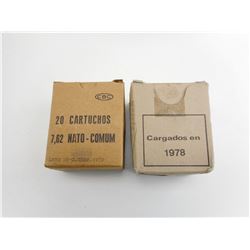 CBC
20 CARTUCHOS
7,62 NATO-COMUM
Cargados en
1978